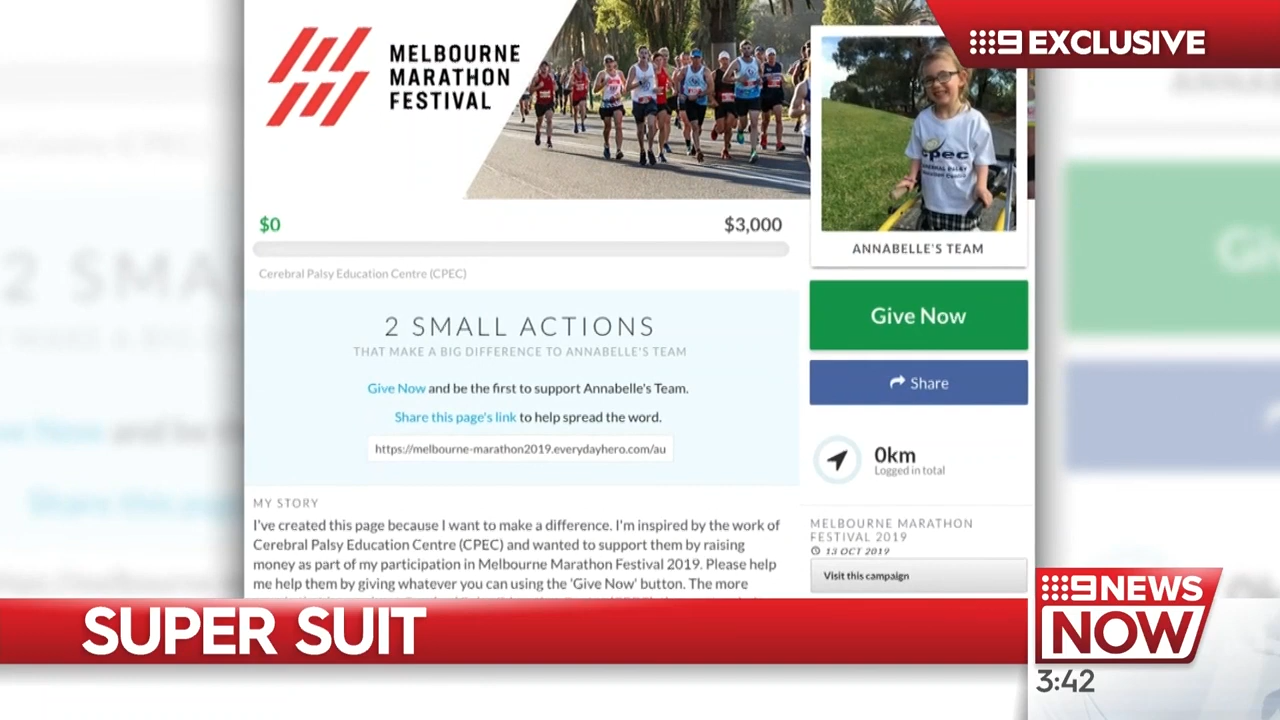 MELBOURNE
MARATHON
FESTIVAL
9 EXCLUSIVE
cpec
$0
$3,000
ANNABELLE'S TEAM
Cerebral Palsy Education Centre (CPEC)
Give Now
2 SMALL ACTIONS
THAT MAKE A BIG DIFFERENCE TO ANNABELLE'S TEAM
Share
Give Now and be the first to support Annabelle's Team.
Share this page's link to help spread the word.
https://melbourne-marathon2019.everydayhero.com/au
0km
Logged in total
MY STORY
I've created this page because I want to make a difference. I'm inspired by the work of
Cerebral Palsy Education Centre (CPEC) and wanted to support them by raising
money as part of my participation in Melbourne Marathon Festival 2019. Please help
me help them by giving whatever you can using the 'Give Now' button. The more
MELBOURNE MARATHON
FESTIVAL 2019
13 OCT 2019
Visit this campaign
SUPER SUIT
9 NEWS
NOW
3:42